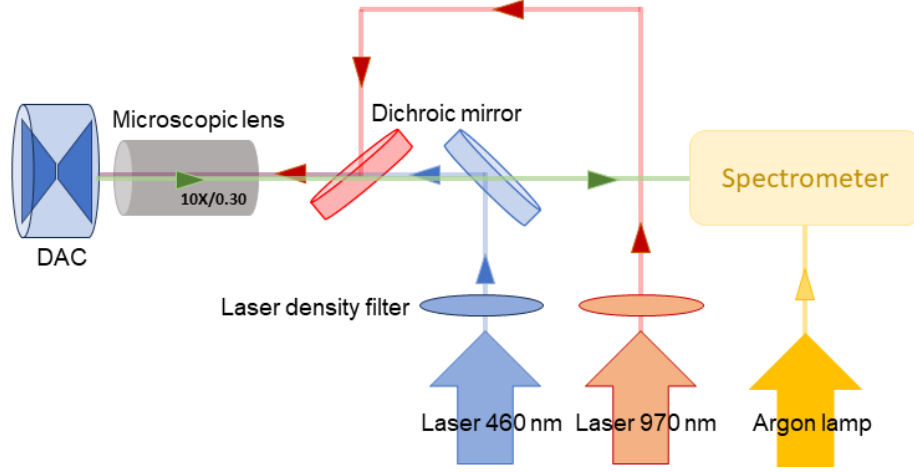 Dichroic mirror
Microscopic lens
10X/0.30
Spectrometer
DAC
Laser density filter
Laser 460 nm
Laser 970 nm
Argon lamp